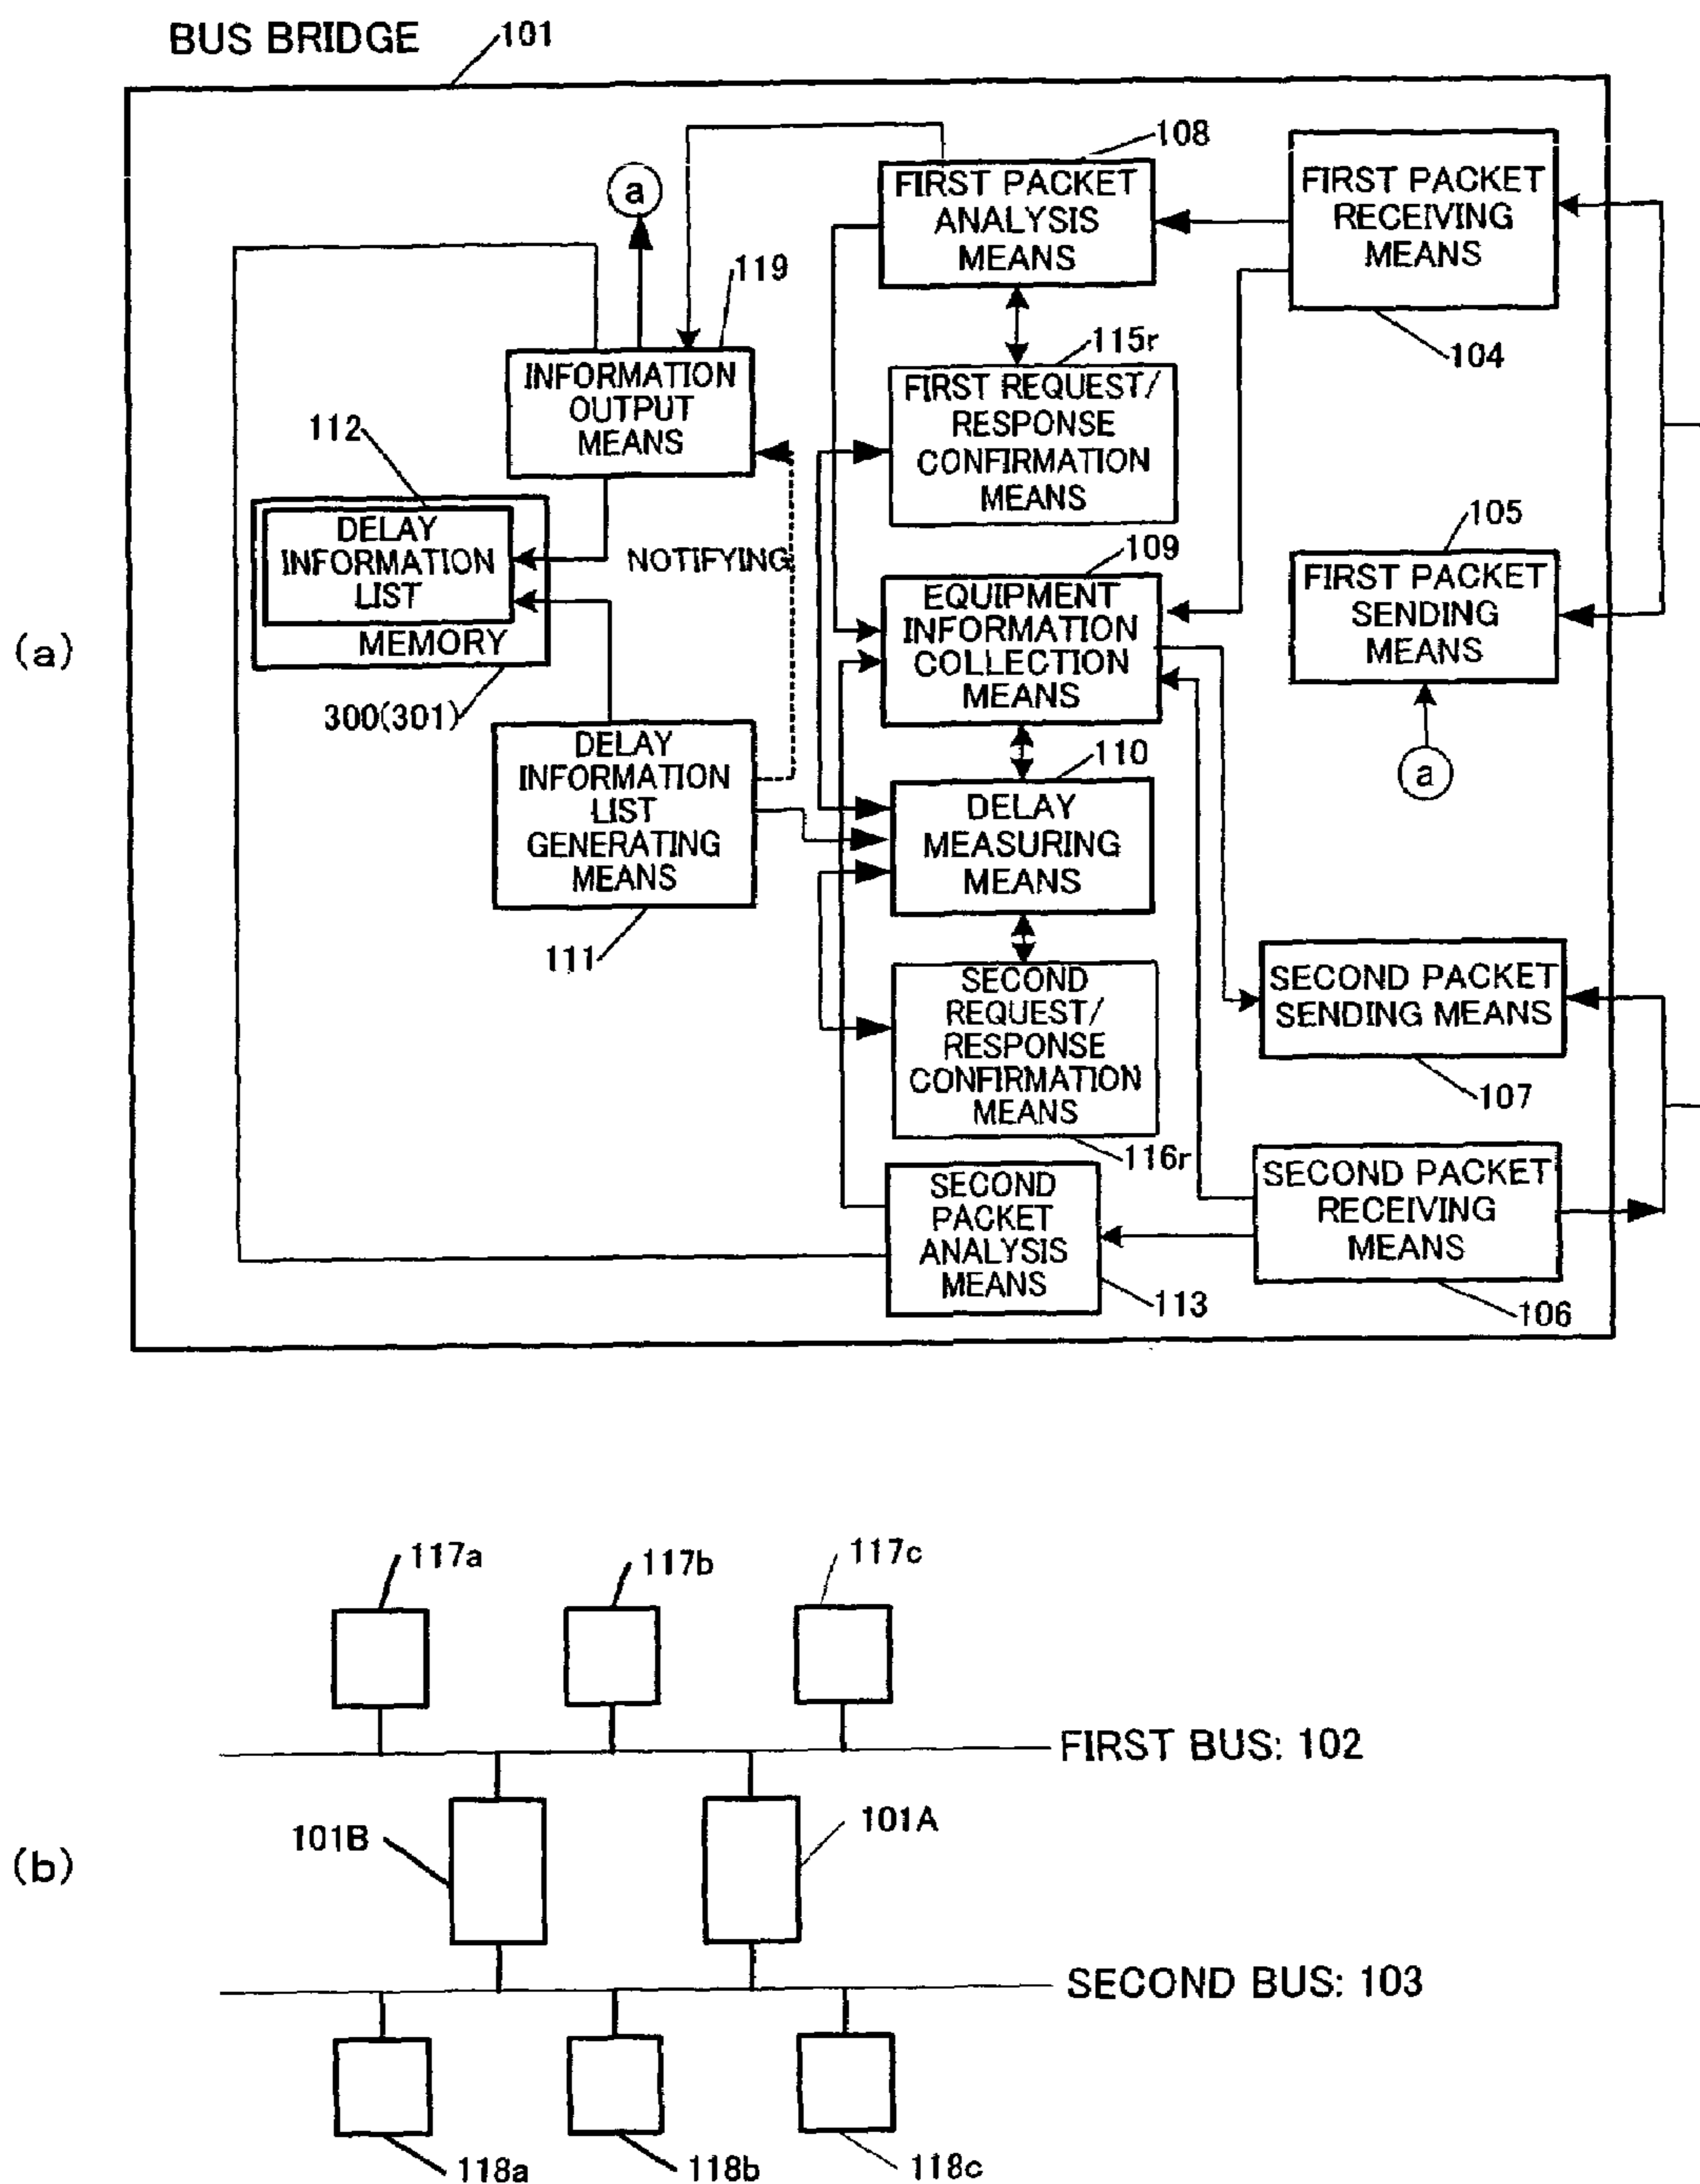 BUS BRIDGE
101
108
FIRST PACKET
ANALYSIS
MEANS
FIRST PACKET
RECEIVING
MEANS
104
a
119
INFORMATION
OUTPUT
MEANS
115r
FIRST REQUEST/
RESPONSE
CONFIRMATION
MEANS
112
DELAY
INFORMATION
LIST
MEMORY
300(301)
NOTIFYING
109
EQUIPMENT
INFORMATION
COLLECTION
MEANS
105
FIRST PACKET
SENDING
MEANS
a
(a)
DELAY
INFORMATION
LIST
GENERATING
MEANS
111
110
DELAY
MEASURING
MEANS
SECOND
REQUEST/
RESPONSE
CONFIRMATION
MEANS
116r
SECOND PACKET
SENDING MEANS
107
SECOND
PACKET
ANALYSIS
MEANS
113
SECOND PACKET
RECEIVING
MEANS
106
117a
117b
117c
FIRST BUS: 102
101B
101A
(b)
SECOND BUS: 103
118a
118b
118c